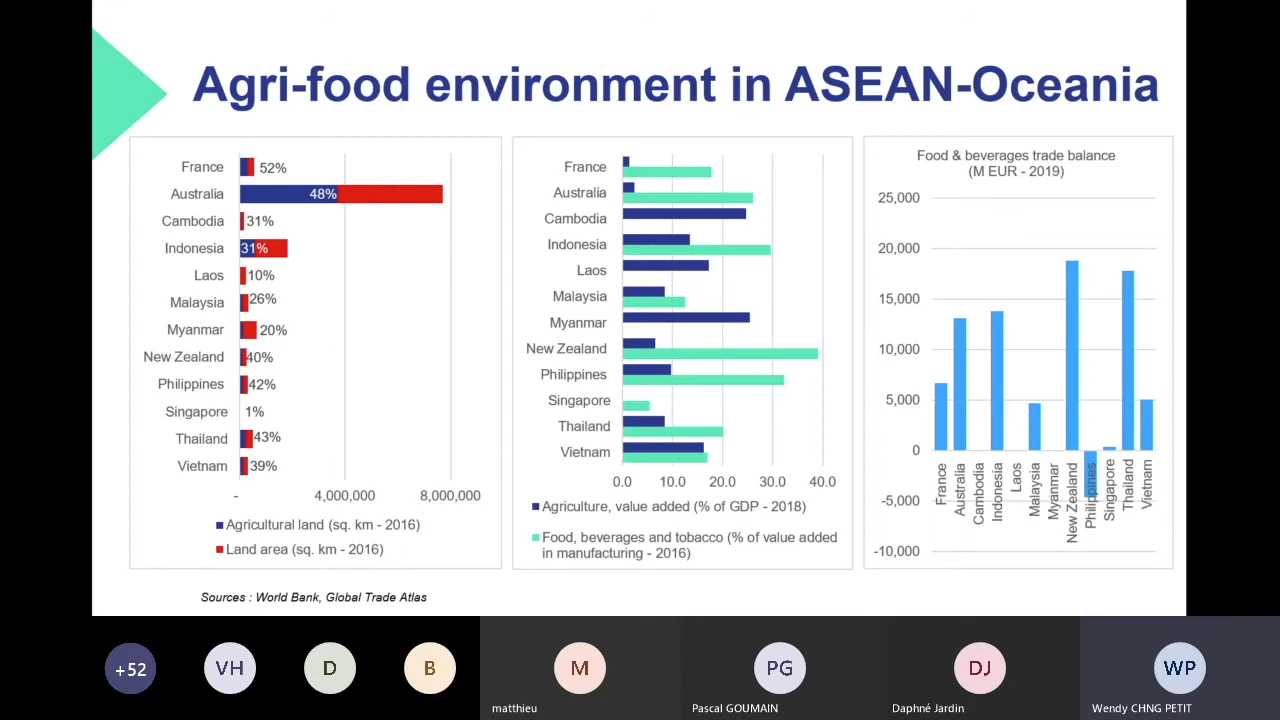 Agri-food environment in ASEAN-Oceania
France
52%
Australia
48%
Cambodia
31%
Indonesia
31%
Laos
10%
Malaysia
26%
Myanmar
20%
New Zealand
40%
Philippines
42%
Singapore
1%
Thailand
43%
Vietnam
39%
-
4,000,000
8,000,000
Agricultural land (sq. km - 2016)
Land area (sq. km - 2016)
France
Australia
Cambodia
Indonesia
Laos
Malaysia
Myanmar
New Zealand
Philippines
Singapore
Thailand
Vietnam
0.0
10.0
20.0
30.0
40.0
Agriculture, value added (% of GDP - 2018)
Food, beverages and tobacco (% of value added
in manufacturing - 2016)
Food & beverages trade balance
(M EUR - 2019)
25,000
20,000
15,000
10,000
5,000
0
-5,000
-10,000
France
Australia
Cambodia
Indonesia
Laos
Malaysia
Myanmar
New Zealand
Philippines
Singapore
Thailand
Vietnam
Sources : World Bank, Global Trade Atlas
+52
VH
D
B
M
matthieu
PG
Pascal GOUMAIN
DJ
Daphné Jardin
WP
Wendy CHNG PETIT